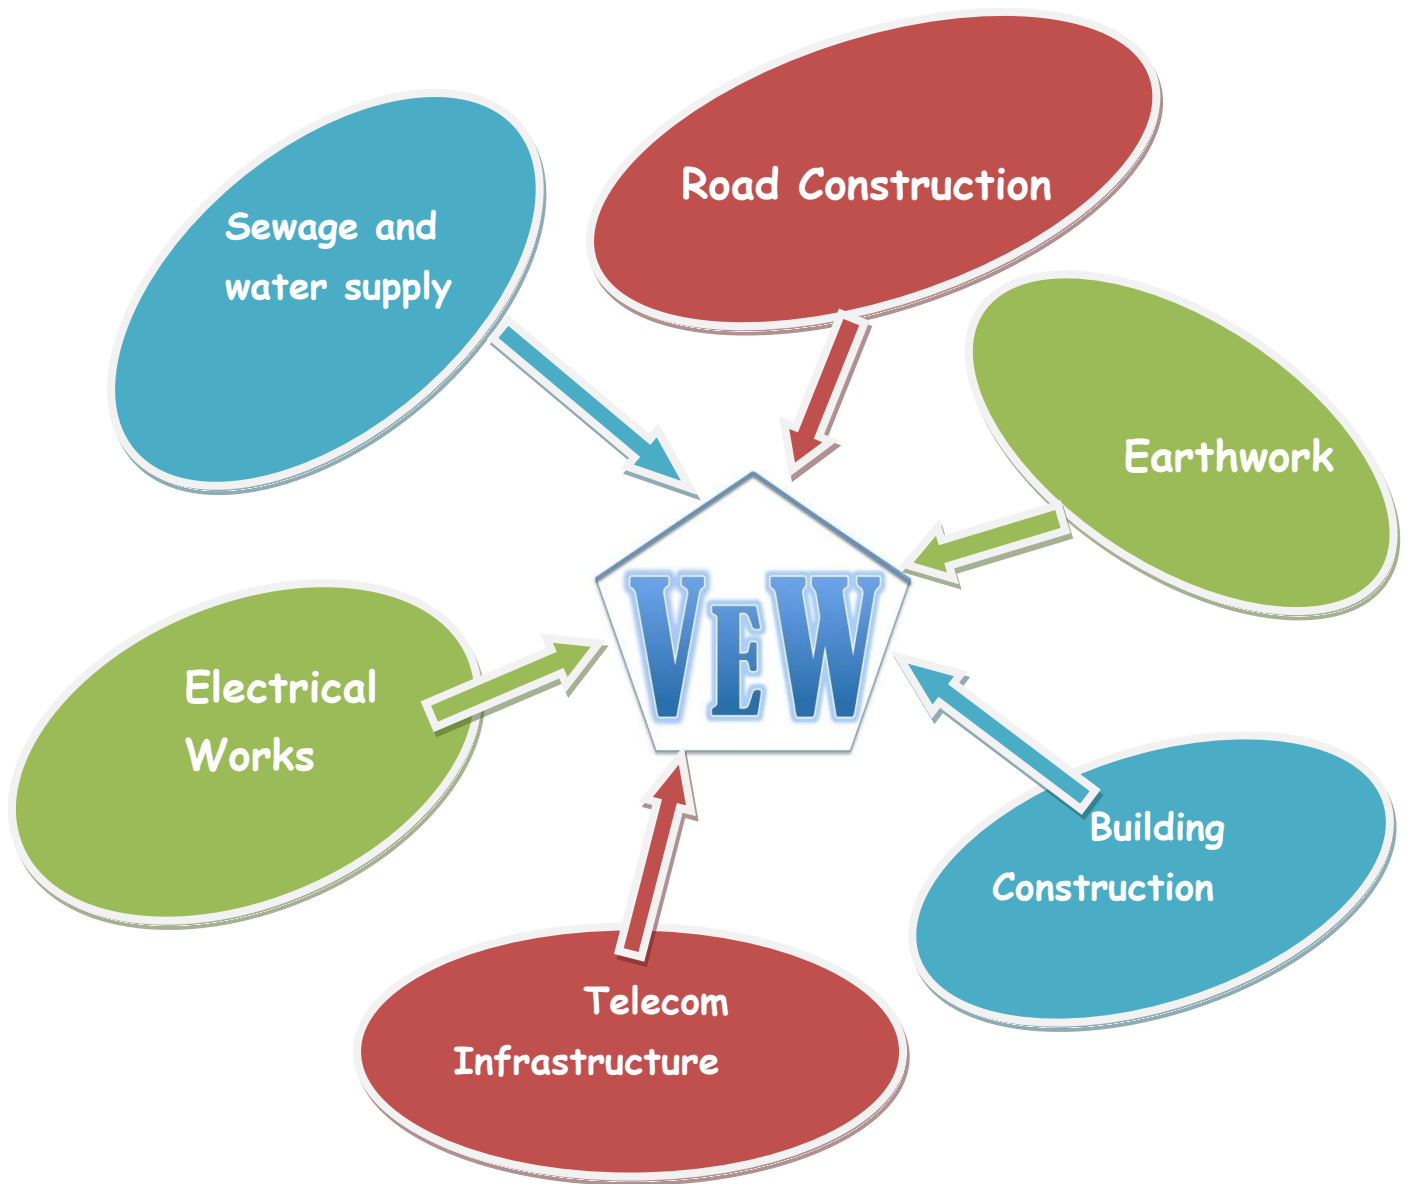 Road Construction
Sewage and
water supply
Earthwork
VEW
Electrical
Works
Building
Construction
Telecom
Infrastructure